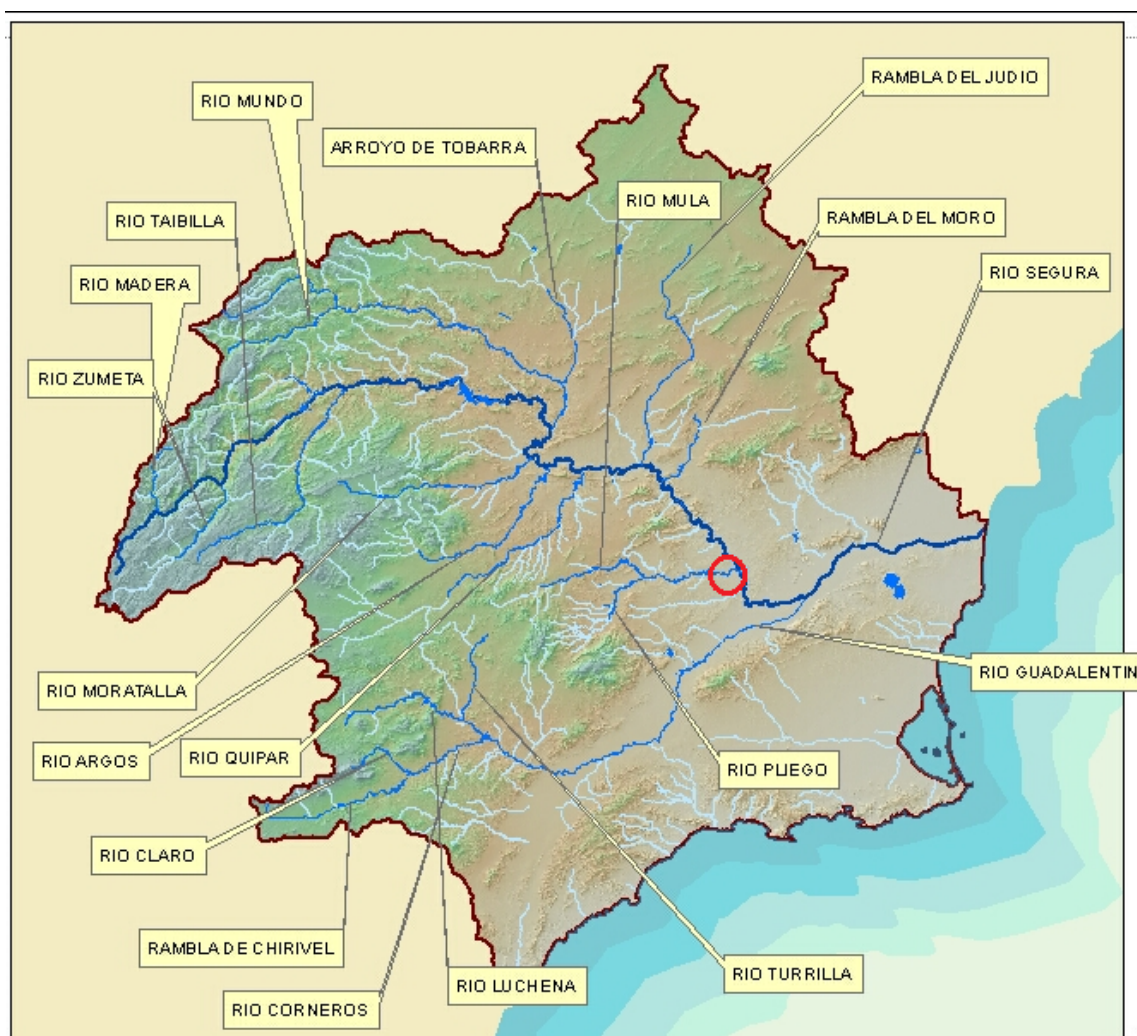 RAMBLA DEL JUDIO
RIO MUNDO
ARROYO DE TOBARRA
RIO MULA
RIO TAIBILLA
RAMBLA DEL MORO
RIO SEGURA
RIO MADERA
RIO ZUMETA
RIO MORATALLA
RIO GUADALENTIN
RIO ARGOS
RIO QUIPAR
RIO PLIEGO
RIO CLARO
RAMBLA DE CHIRIVEL
RIO TURRILLA
RIO LUCHENA
RIO CORNEROS